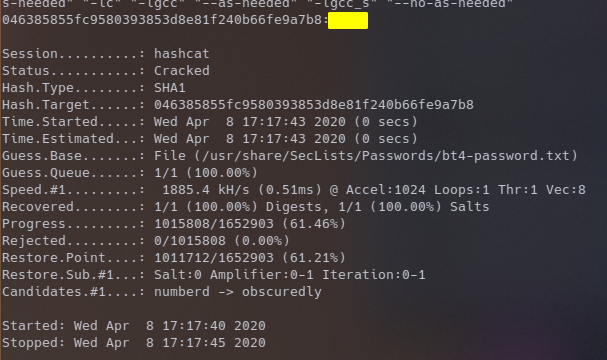 s-needed" "-lc" "-lgcc" "--as-needed" "-lgcc_s" "--no-as-needed"
046385855fc9580393853d8e81f240b66fe9a7b8:
Session..........: hashcat
Status...........: Cracked
Hash.Type........: SHA1
Hash.Target......: 046385855fc9580393853d8e81f240b66fe9a7b8
Time.Started.....: Wed Apr  8 17:17:43 2020 (0 secs)
Time.Estimated...: Wed Apr  8 17:17:43 2020 (0 secs)
Guess.Base.......: File (/usr/share/SecLists/Passwords/bt4-password.txt)
Guess.Queue......: 1/1 (100.00%)
Speed.#1.........:  1885.4 kH/s (0.51ms) @ Accel:1024 Loops:1 Thr:1 Vec:8
Recovered........: 1/1 (100.00%) Digests, 1/1 (100.00%) Salts
Progress.........: 1015808/1652903 (61.46%)
Rejected.........: 0/1015808 (0.00%)
Restore.Point....: 1011712/1652903 (61.21%)
Restore.Sub.#1...: Salt:0 Amplifier:0-1 Iteration:0-1
Candidates.#1....: numberd -> obscuredly
Started: Wed Apr  8 17:17:40 2020
Stopped: Wed Apr  8 17:17:45 2020